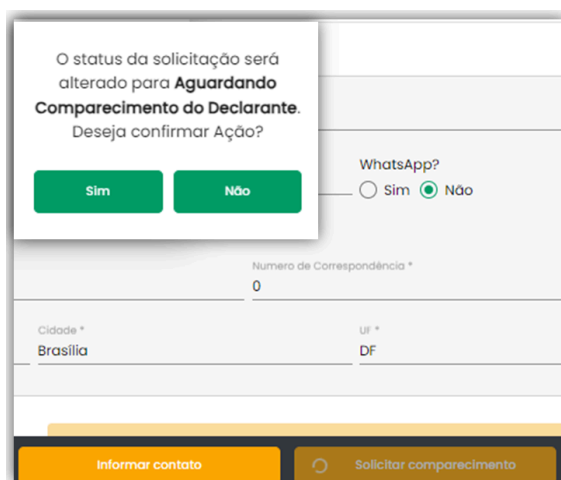 O status da solicitação será
alterado para Aguardando
Comparecimento do Declarante.
Deseja confirmar Ação?
Sim
Não
WhatsApp?
Sim
Não
Numero de Correspondência *
0
Cidade *
UF *
Brasília
DF
Informar contato
Solicitar comparecimento